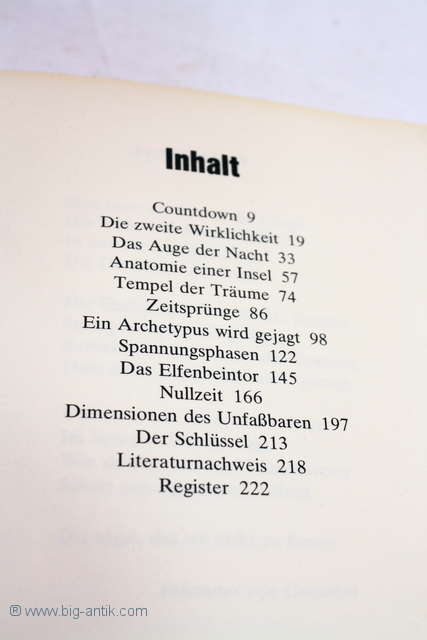 Inhalt
Countdown 9
Die zweite Wirklichkeit 19
Das Auge der Nacht 33
Anatomie einer Insel 57
Tempel der Träume 74
Zeitsprünge 86
Ein Archetypus wird gejagt 98
Spannungsphasen 122
Das Elfenbeintor 145
Nullzeit 166
Dimensionen des Unfaßbaren 197
Der Schlüssel 213
Literaturnachweis 218
Register 222
® www.big-antik.com